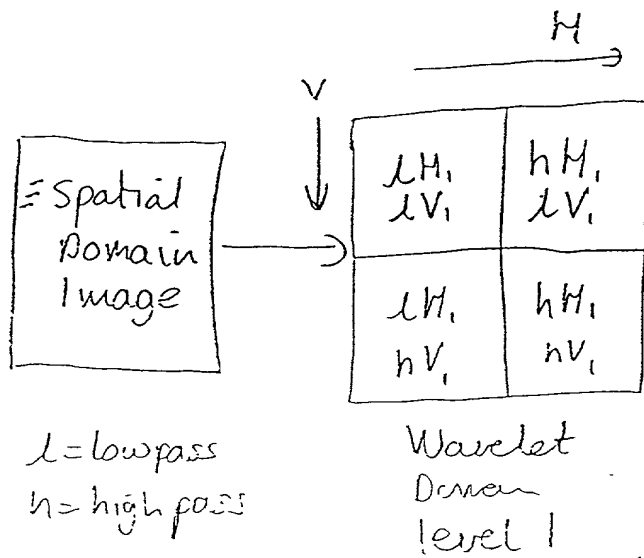 H
V
Spatial
Domain
Image
lH₁
lV₁
hH₁
lV₁
lH₁
hV₁
hH₁
hV₁
l=lowpass
h=high pass
Wavelet
Domain
level 1